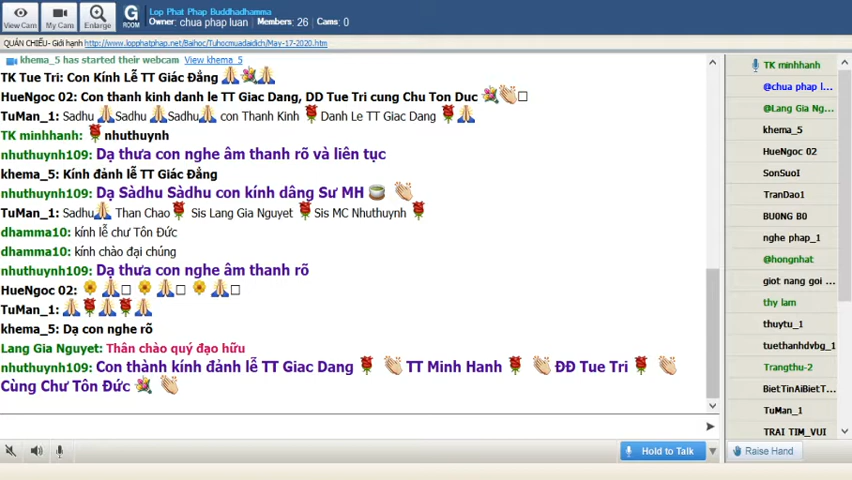 View Cam
My Cam
Enlarge
G
ROOM
Lop Phat Phap Buddhadhamma
Owner: chua phap luan Members: 26 Cams: 0
QUÁN CHIẾU- Giới hạnh http://www.lopphatphap.net/Baihoc/Tuhocmuadaidich/May-17-2020.htm
khema_5 has started their webcam View khema_5
TK Tue Tri: Con Kính Lễ TT Giác Đẳng 🙏💐🙏
HueNgoc 02: Con thanh kinh danh le TT Giac Dang, DD Tue Tri cung Chu Ton Duc 💐👏□
TuMan_1: Sadhu 🙏Sadhu 🙏Sadhu🙏 con Thanh Kinh 🌹Danh Le TT Giac Dang 🌹🙏
TK minhhanh: 🌹nhuthuynh
nhuthuynh109: Dạ thưa con nghe âm thanh rõ và liên tục
khema_5: Kính đảnh lễ TT Giác Đẳng
nhuthuynh109: Dạ Sàdhu Sàdhu con kính dâng Sư MH 🍵 👏
TuMan_1: Sadhu🙏 Than Chao🌹 Sis Lang Gia Nguyet 🌹Sis MC Nhuthuynh 🌹
dhamma10: kính lễ chư Tôn Đức
dhamma10: kính chào đại chúng
nhuthuynh109: Dạ thưa con nghe âm thanh rõ
HueNgoc 02: 🌼 🙏□ 🌼 🙏□ 🌼 🙏□
TuMan_1: 🙏🌹🙏🌹🙏
khema_5: Dạ con nghe rõ
Lang Gia Nguyet: Thân chào quý đạo hữu
nhuthuynh109: Con thành kính đảnh lễ TT Giac Dang 🌹 👏 TT Minh Hanh 🌹 👏 ĐĐ Tue Tri 🌹 👏
Cùng Chư Tôn Đức 💐 👏
Hold to Talk
TK minhhanh
@chua phap l...
@Lang Gia Ng...
khema_5
HueNgoc 02
SonSuoI
TranDao1
BU0NG B0
nghe phap_1
@hongnhat
giot nang goi ...
thy lam
thuytu_1
tuethanhdvbg_1
Trangthu-2
BietTinAiBietT...
TuMan_1
TRAI TIM_VUI
Raise Hand